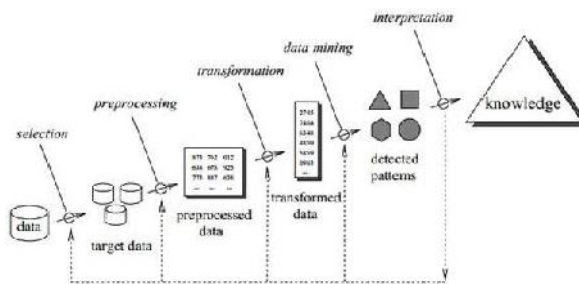 interpretation
data mining
transformation
preprocessing
selection
knowledge
detected
patterns
transformed
data
preprocessed
data
target data
data